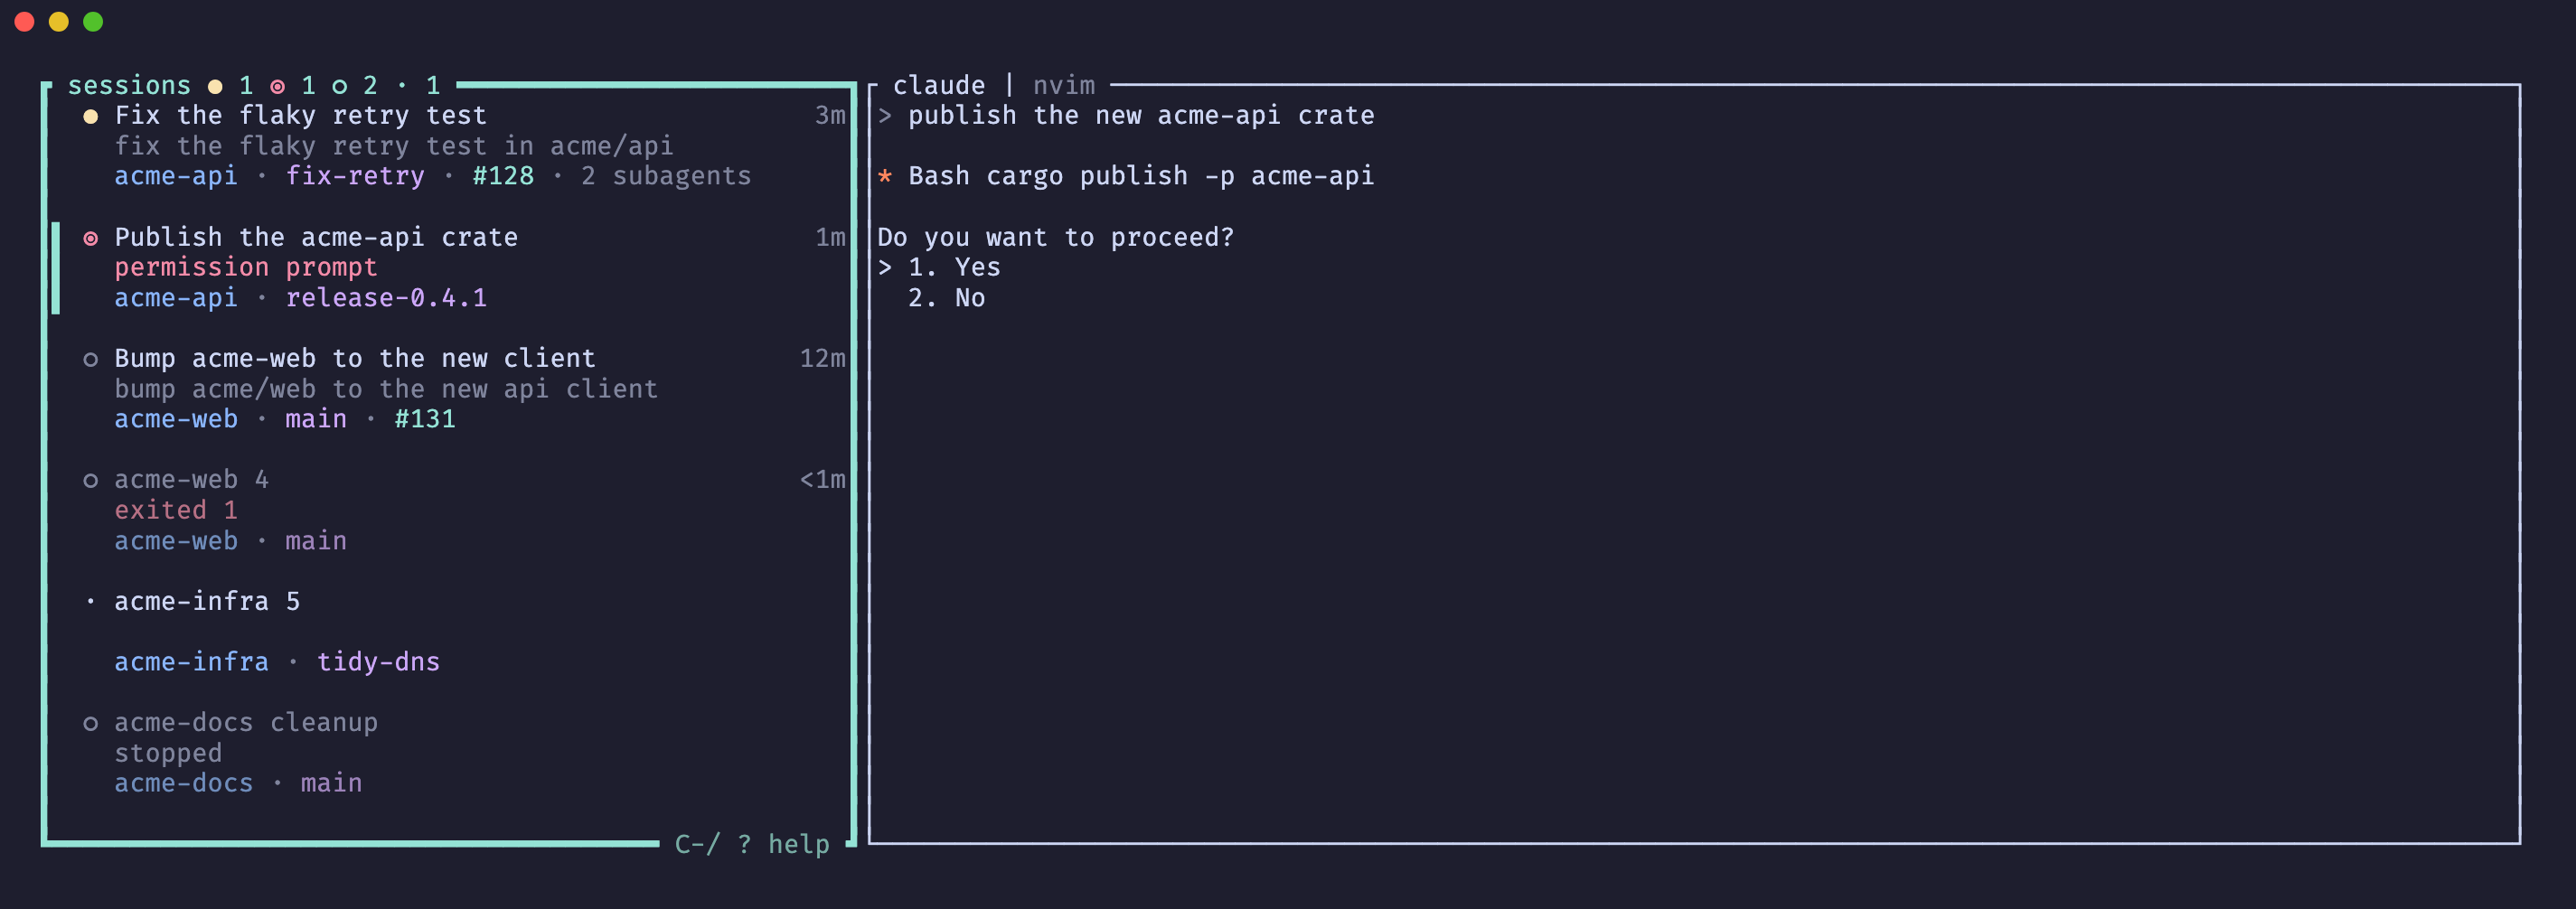 sessions ● 1 ◉ 1 ○ 2 · 1
● Fix the flaky retry test 3m
fix the flaky retry test in acme/api
acme-api · fix-retry · #128 · 2 subagents
◉ Publish the acme-api crate 1m
permission prompt
acme-api · release-0.4.1
○ Bump acme-web to the new client 12m
bump acme/web to the new api client
acme-web · main · #131
○ acme-web 4 <1m
exited 1
acme-web · main
· acme-infra 5
acme-infra · tidy-dns
○ acme-docs cleanup
stopped
acme-docs · main
C-/ ? help
claude | nvim
> publish the new acme-api crate
* Bash cargo publish -p acme-api
Do you want to proceed?
> 1. Yes
2. No